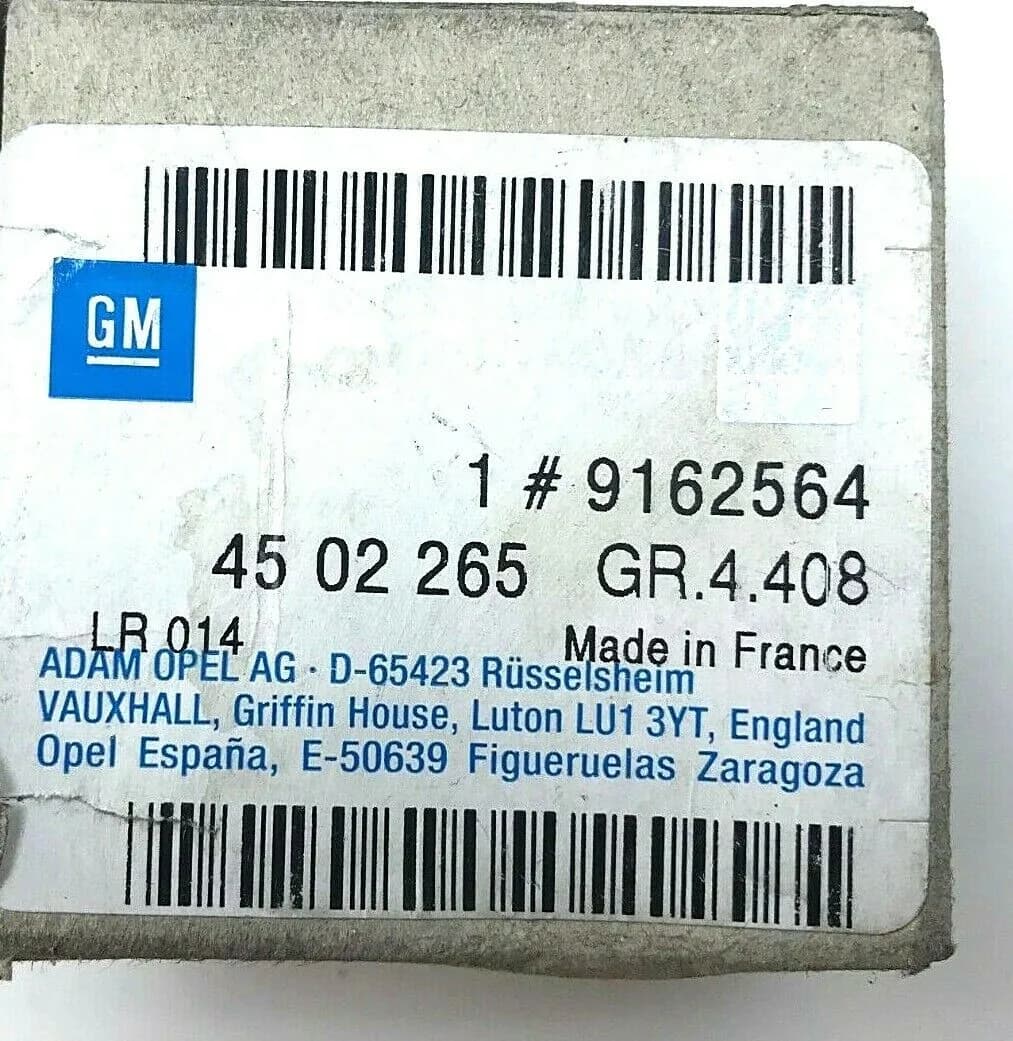 GM
1 # 9162564
45 02 265 GR.4.408
LR 014 Made in France
ADAM OPEL AG · D-65423 Rüsselsheim
VAUXHALL, Griffin House, Luton LU1 3YT, England
Opel España, E-50639 Figueruelas Zaragoza